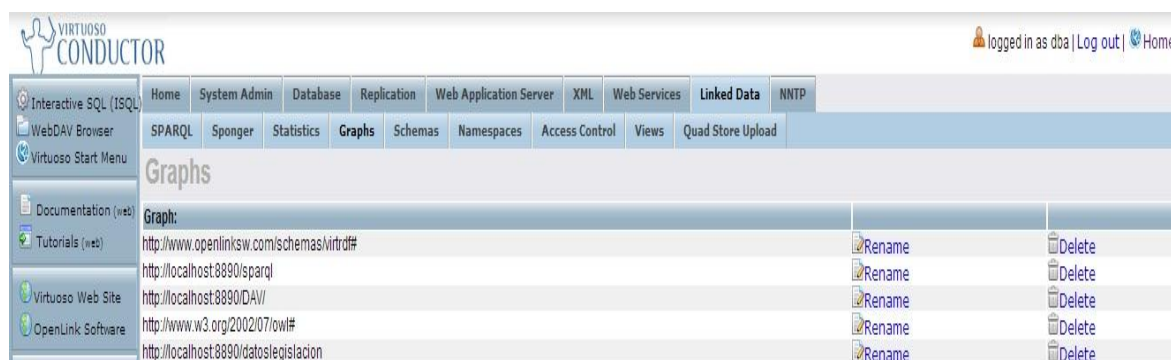 VIRTUOSO
CONDUCTOR
logged in as dba | Log out | Home
Interactive SQL (ISQL)
WebDAV Browser
Virtuoso Start Menu
Documentation (web)
Tutorials (web)
Virtuoso Web Site
OpenLink Software
Home System Admin Database Replication Web Application Server XML Web Services Linked Data NNTP
SPARQL Sponger Statistics Graphs Schemas Namespaces Access Control Views Quad Store Upload
Graphs
Graph:
http://www.openlinksw.com/schemas/virtrdf# Rename Delete
http://localhost:8890/sparql Rename Delete
http://localhost:8890/DAV/ Rename Delete
http://www.w3.org/2002/07/owl# Rename Delete
http://localhost:8890/datoslegislacion Rename Delete